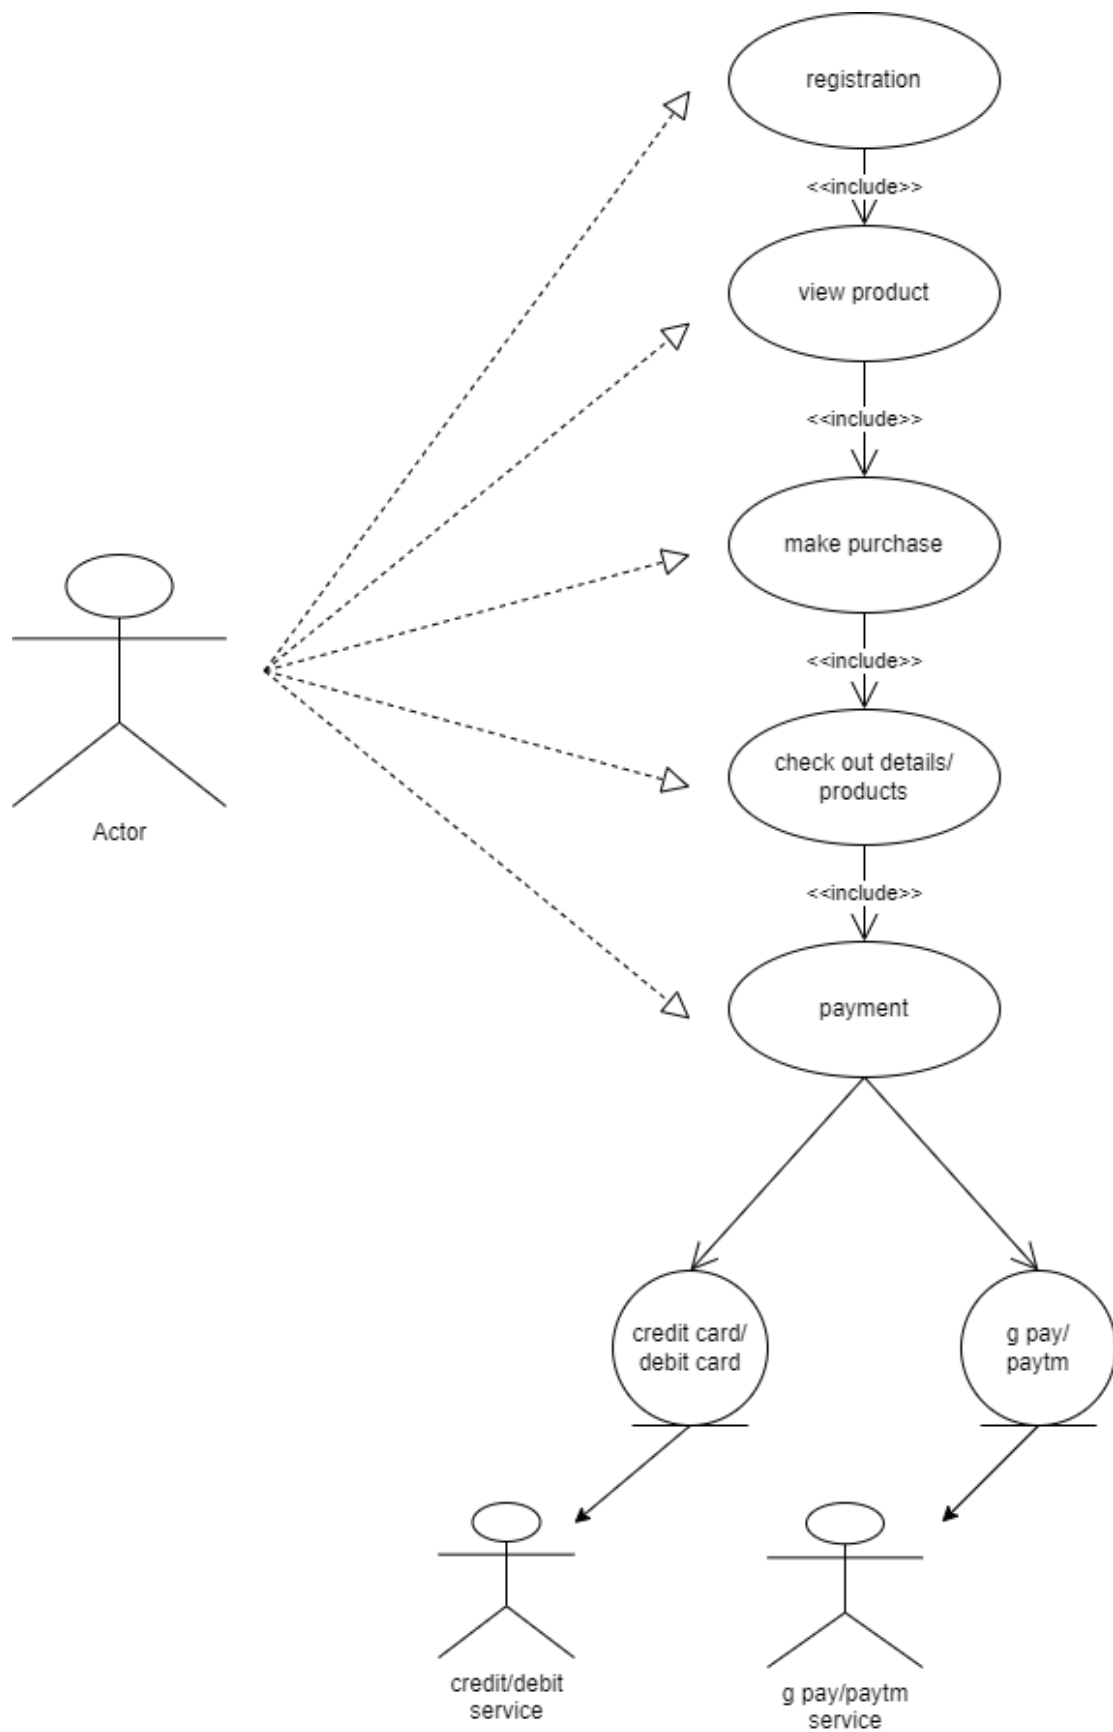 registration
<<include>>
view product
<<include>>
make purchase
<<include>>
Actor
check out details/
products
<<include>>
payment
credit card/
debit card
g pay/
paytm
credit/debit
service
g pay/paytm
service